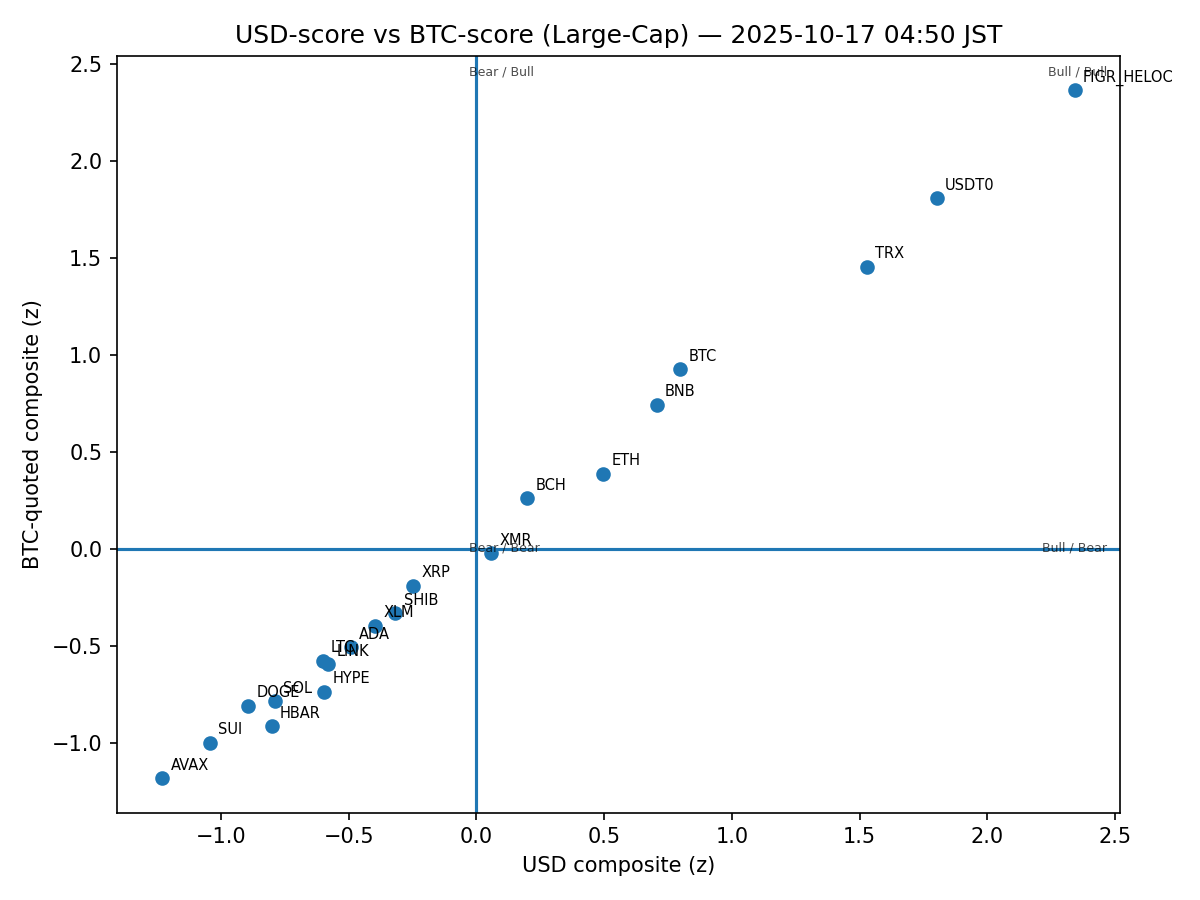 USD-score vs BTC-score (Large-Cap) — 2025-10-17 04:50 JST
2.5
Bear / Bull
Bull / Bull
FIGR_HELOC
2.0
USDT0
TRX
1.5
BTC
1.0
BNB
ETH
0.5
BCH
XMR
0.0
Bear / Bear
Bull / Bear
XRP
SHIB
XLM
ADA
−0.5
LTC
LINK
HYPE
SOL
DOGE
HBAR
SUI
−1.0
AVAX
BTC-quoted composite (z)
−1.0
−0.5
0.0
0.5
1.0
1.5
2.0
2.5
USD composite (z)